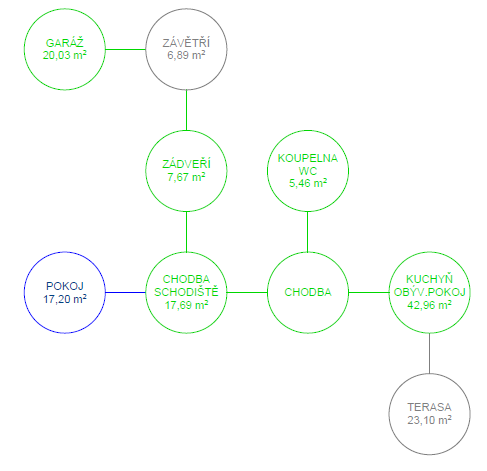 GARÁŽ
20,03 m²
ZÁVĚTŘÍ
6,89 m²
ZÁDVEŘÍ
7,67 m²
KOUPELNA
WC
5,46 m²
POKOJ
17,20 m²
CHODBA
SCHODIŠTĚ
17,69 m²
CHODBA
KUCHYŇ
OBÝV.POKOJ
42,96 m²
TERASA
23,10 m²